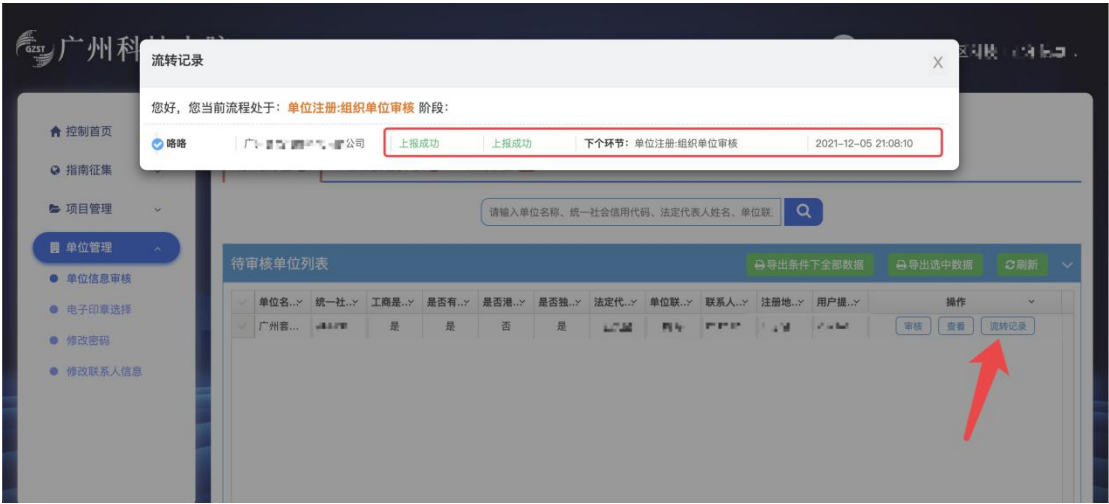 GZST 广州科
流转记录
X
您好，您当前流程处于：单位注册:组织单位审核 阶段：
咯咯 广 公司 上报成功 上报成功 下个环节：单位注册:组织单位审核 2021-12-05 21:08:10
控制首页
指南征集
项目管理
单位管理
单位信息审核
电子印章选择
修改密码
修改联系人信息
请输入单位名称、统一社会信用代码、法定代表人姓名、单位联
待审核单位列表 导出条件下全部数据 导出选中数据 刷新
单位名... 统一社... 工商是... 是否有... 是否港... 是否独... 法定代... 单位联... 联系人... 注册地... 用户提... 操作
广州套... 是 是 否 是 审核 查看 流转记录